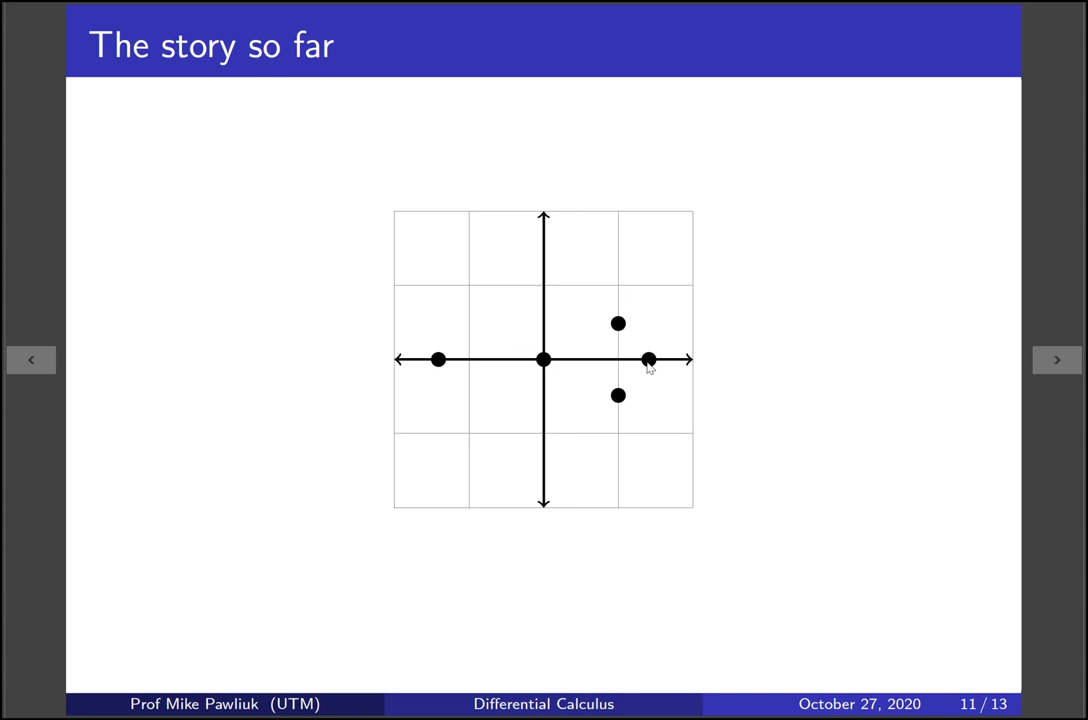 The story so far
Prof Mike Pawliuk (UTM)
Differential Calculus
October 27, 2020
11 / 13